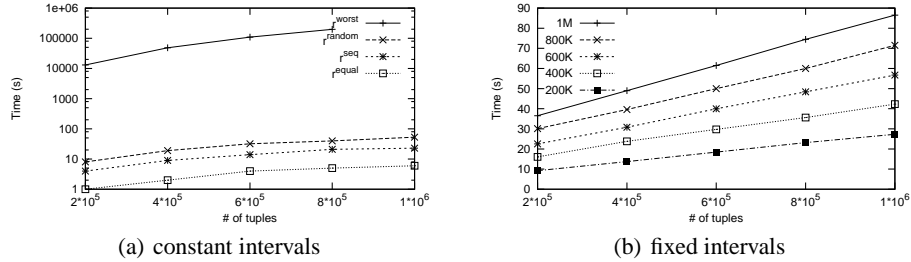 1e+06
100000
10000
1000
100
10
1
Time (s)
r^worst
r^random
r^seq
r^equal
2*10^5 4*10^5 6*10^5 8*10^5 1*10^6
# of tuples
(a) constant intervals
90
80
70
60
50
40
30
20
10
0
Time (s)
1M
800K
600K
400K
200K
2*10^5 4*10^5 6*10^5 8*10^5 1*10^6
# of tuples
(b) fixed intervals